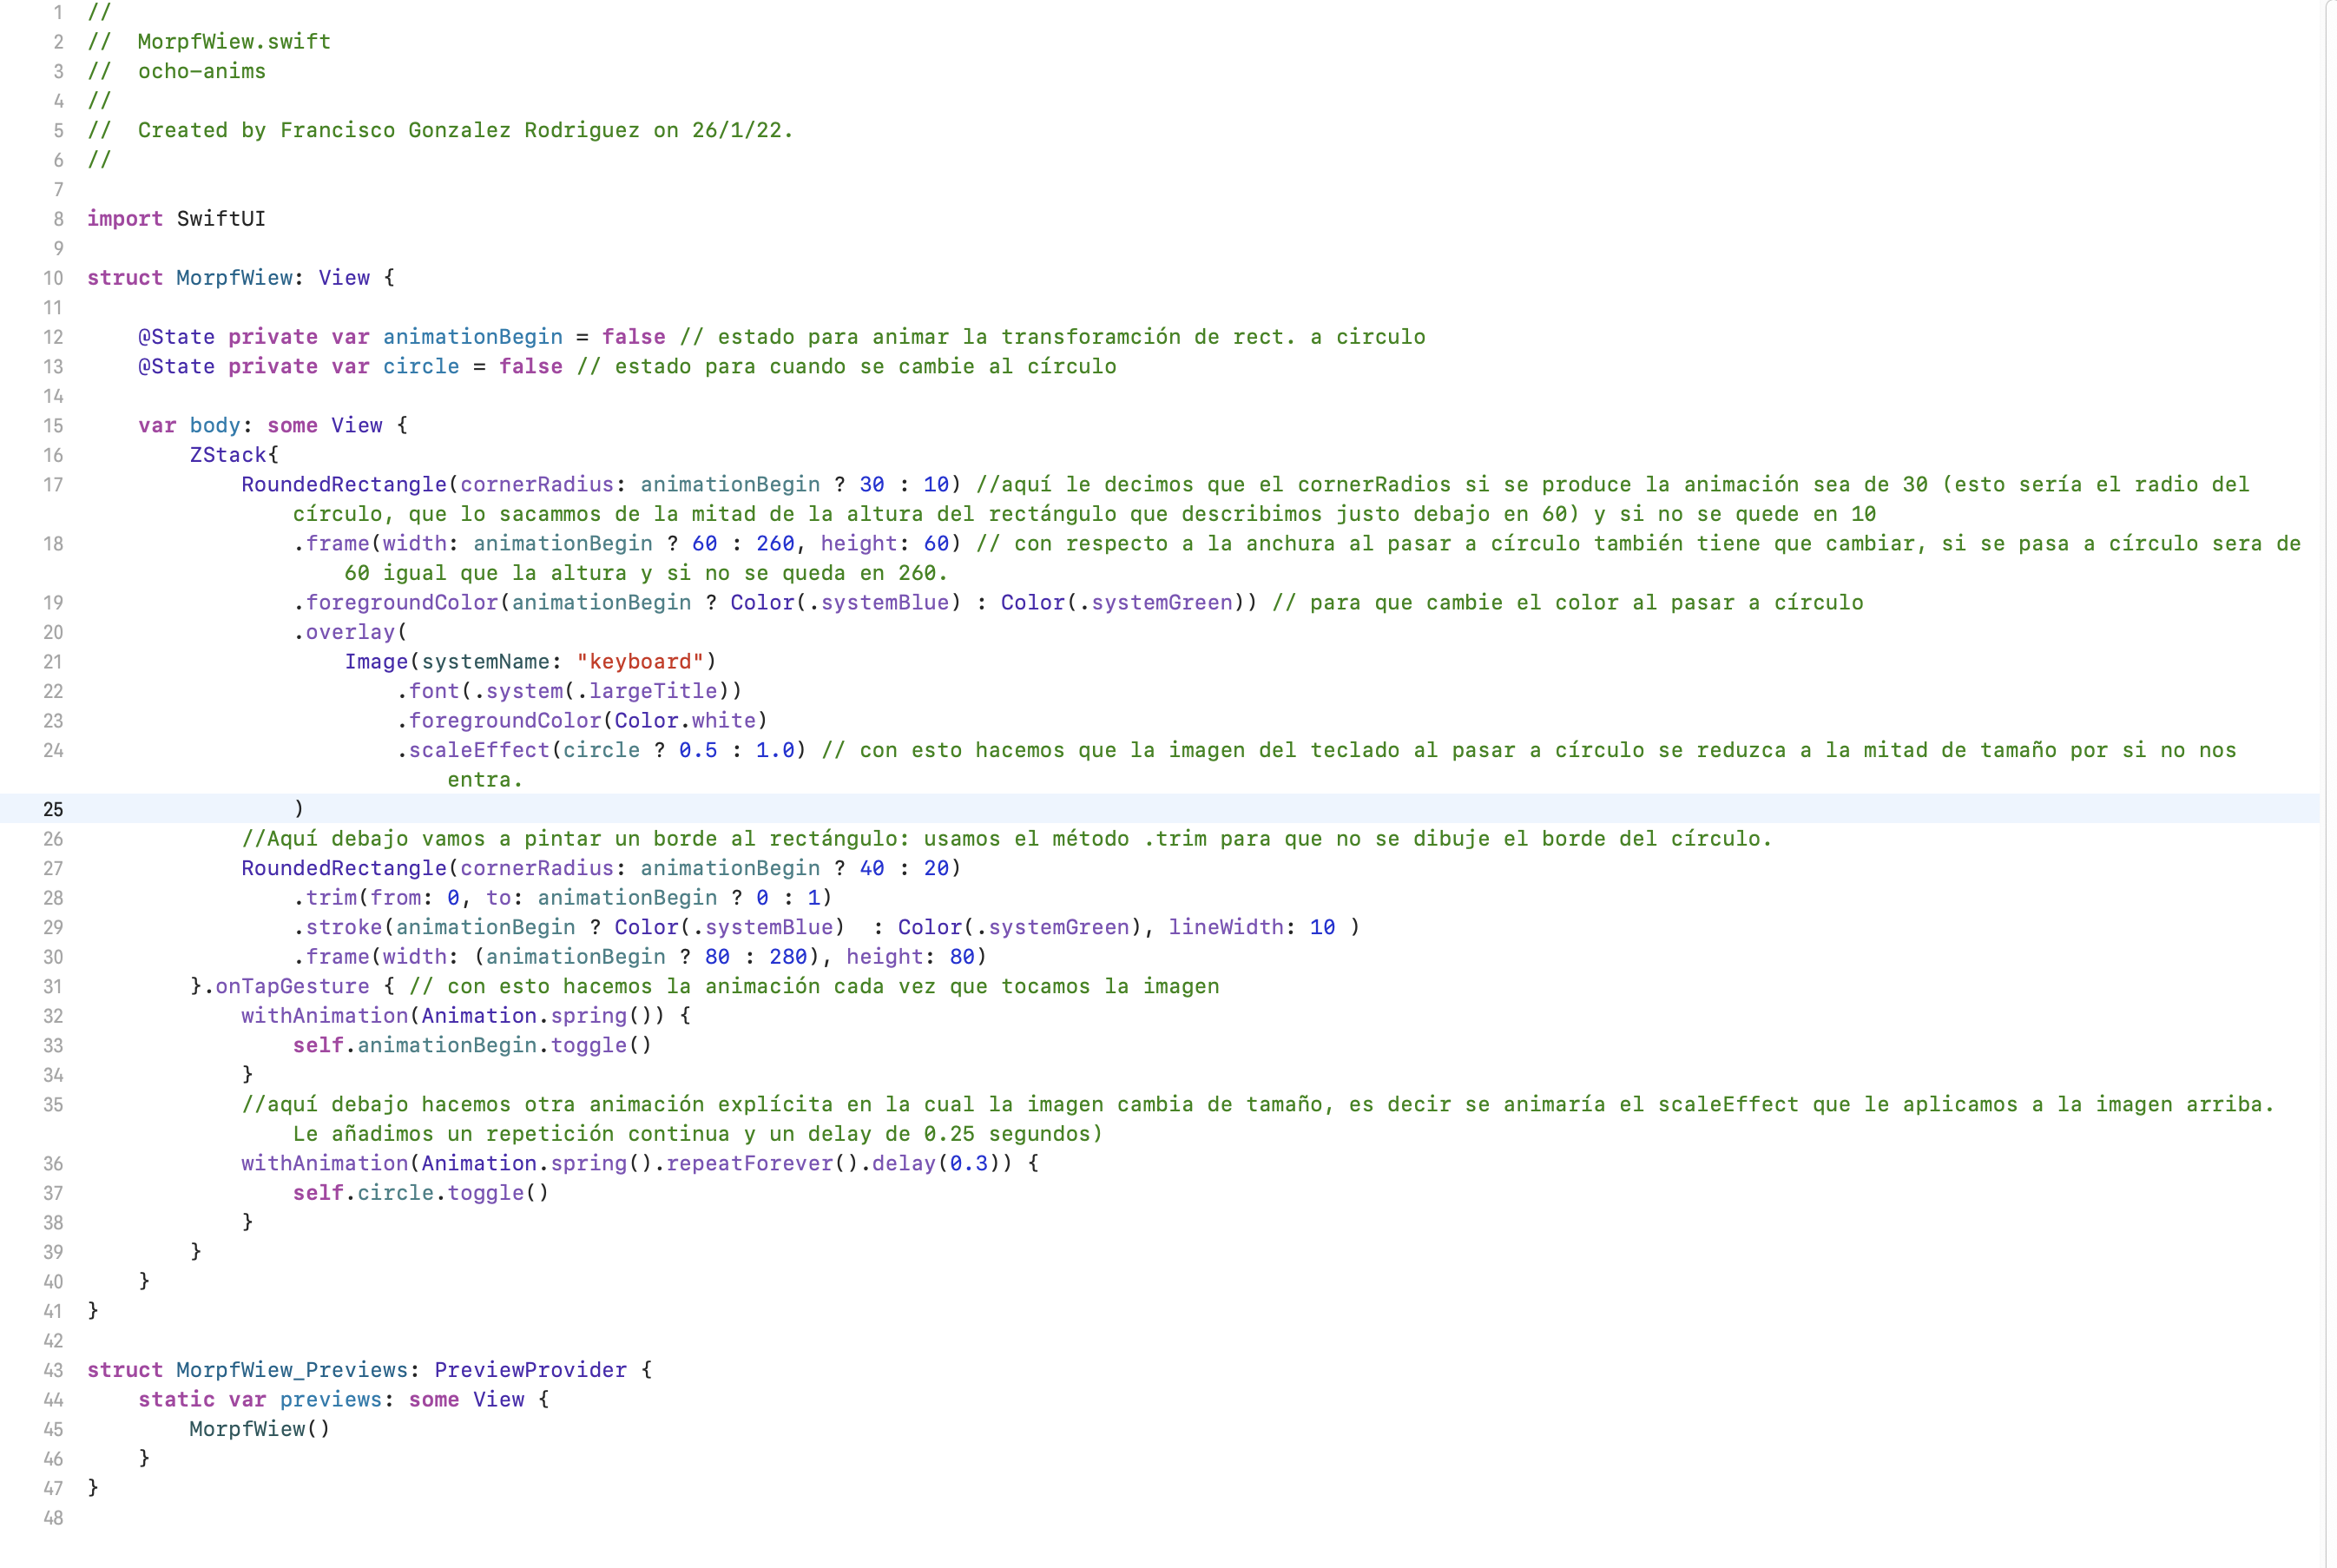 1 //
2 //  MorpfWiew.swift
3 //  ocho-anims
4 //
5 //  Created by Francisco Gonzalez Rodriguez on 26/1/22.
6 //
7
8 import SwiftUI
9
10 struct MorpfWiew: View {
11
12     @State private var animationBegin = false // estado para animar la transforamción de rect. a circulo
13     @State private var circle = false // estado para cuando se cambie al círculo
14
15     var body: some View {
16         ZStack{
17             RoundedRectangle(cornerRadius: animationBegin ? 30 : 10) //aquí le decimos que el cornerRadios si se produce la animación sea de 30 (esto sería el radio del
círculo, que lo sacammos de la mitad de la altura del rectángulo que describimos justo debajo en 60) y si no se quede en 10
18                 .frame(width: animationBegin ? 60 : 260, height: 60) // con respecto a la anchura al pasar a círculo también tiene que cambiar, si se pasa a círculo sera de
60 igual que la altura y si no se queda en 260.
19                 .foregroundColor(animationBegin ? Color(.systemBlue) : Color(.systemGreen)) // para que cambie el color al pasar a círculo
20                 .overlay(
21                     Image(systemName: "keyboard")
22                         .font(.system(.largeTitle))
23                         .foregroundColor(Color.white)
24                         .scaleEffect(circle ? 0.5 : 1.0) // con esto hacemos que la imagen del teclado al pasar a círculo se reduzca a la mitad de tamaño por si no nos
entra.
25                 )
26             //Aquí debajo vamos a pintar un borde al rectángulo: usamos el método .trim para que no se dibuje el borde del círculo.
27             RoundedRectangle(cornerRadius: animationBegin ? 40 : 20)
28                 .trim(from: 0, to: animationBegin ? 0 : 1)
29                 .stroke(animationBegin ? Color(.systemBlue)  : Color(.systemGreen), lineWidth: 10 )
30                 .frame(width: (animationBegin ? 80 : 280), height: 80)
31         }.onTapGesture { // con esto hacemos la animación cada vez que tocamos la imagen
32             withAnimation(Animation.spring()) {
33                 self.animationBegin.toggle()
34             }
35             //aquí debajo hacemos otra animación explícita en la cual la imagen cambia de tamaño, es decir se animaría el scaleEffect que le aplicamos a la imagen arriba.
Le añadimos un repetición continua y un delay de 0.25 segundos)
36             withAnimation(Animation.spring().repeatForever().delay(0.3)) {
37                 self.circle.toggle()
38             }
39         }
40     }
41 }
42
43 struct MorpfWiew_Previews: PreviewProvider {
44     static var previews: some View {
45         MorpfWiew()
46     }
47 }
48